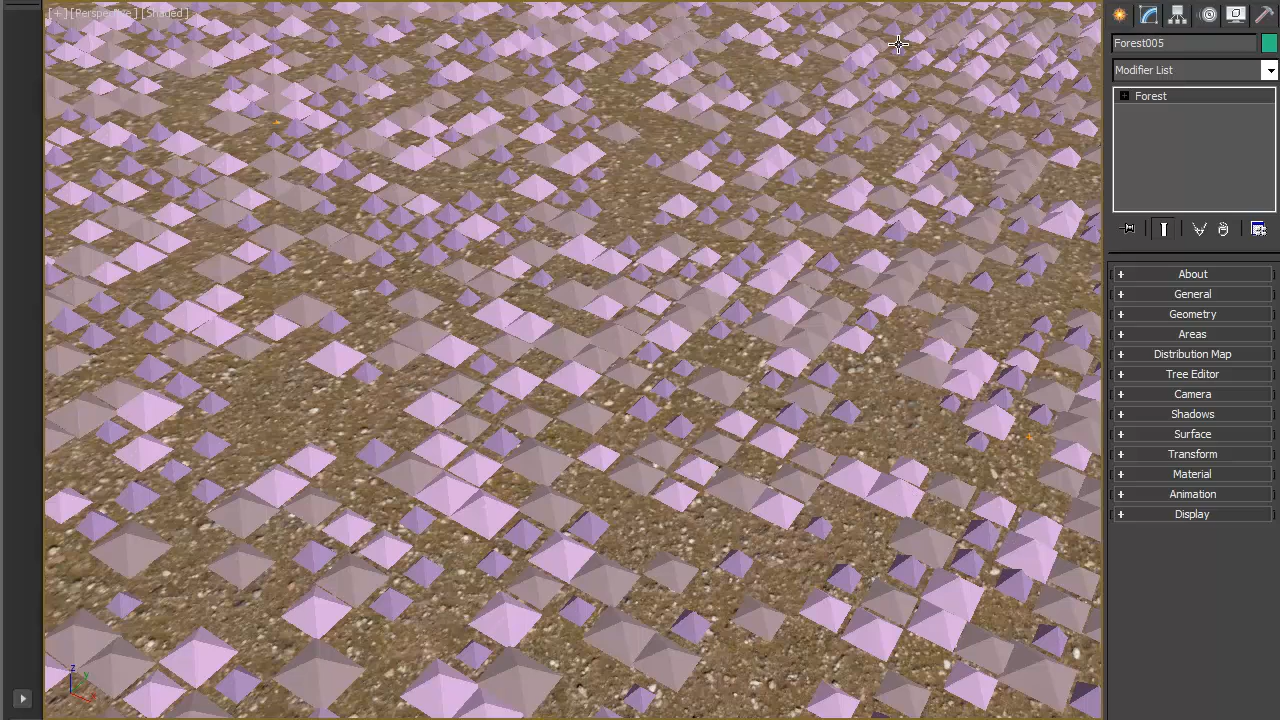 [+] [Perspective] [Shaded]
Forest005
Modifier List
Forest
About
General
Geometry
Areas
Distribution Map
Tree Editor
Camera
Shadows
Surface
Transform
Material
Animation
Display
z
y
x